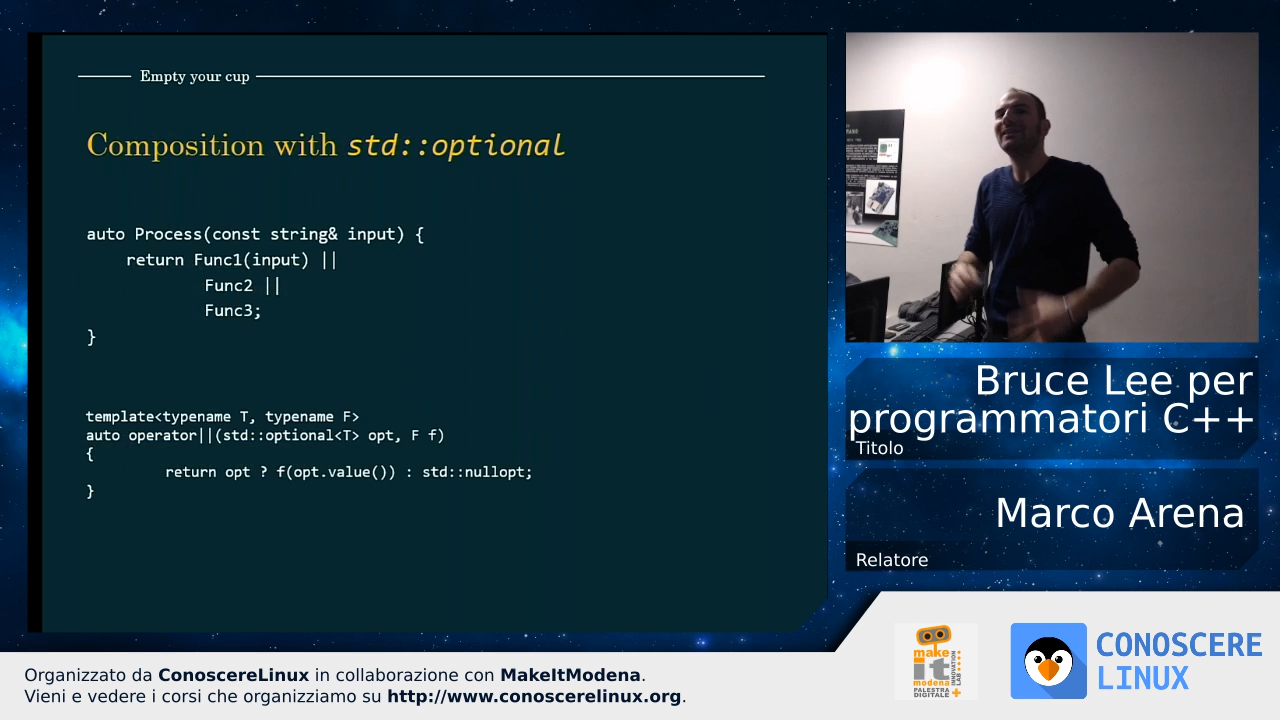 Empty your cup
Composition with std::optional
auto Process(const string& input) {
return Func1(input) ||
Func2 ||
Func3;
}
template<typename T, typename F>
auto operator||(std::optional<T> opt, F f)
{
return opt ? f(opt.value()) : std::nullopt;
}
Bruce Lee per
programmatori C++
Titolo
Marco Arena
Relatore
make
it
modena
PALESTRA
DIGITALE
INNOVATION
LAB
CONOSCERE
LINUX
Organizzato da ConoscereLinux in collaborazione con MakeItModena.
Vieni e vedere i corsi che organizziamo su http://www.conoscerelinux.org.